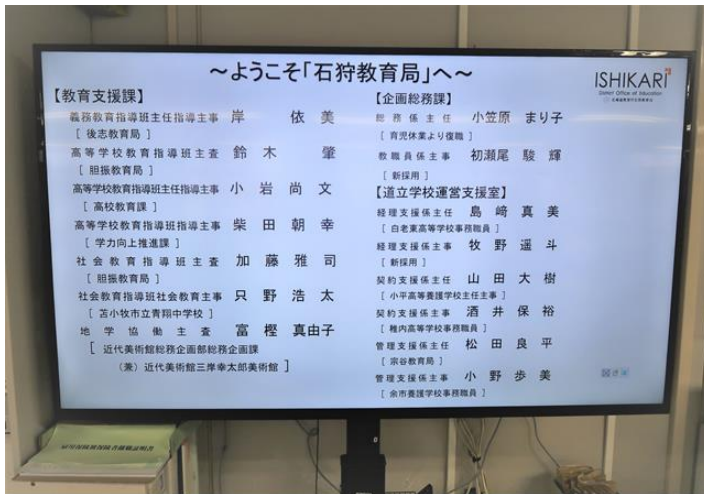 ～ようこそ「石狩教育局」へ～
ISHIKARI
District Office of Education
【教育支援課】
義務教育指導班主任指導主事 岸 依美
[ 後志教育局 ]
高等学校教育指導班主査 鈴木 肇
[ 胆振教育局 ]
高等学校教育指導班主任指導主事 小岩尚文
[ 高校教育課 ]
高等学校教育指導班指導主事 柴田朝幸
[ 学力向上推進課 ]
社会教育指導班主査 加藤雅司
[ 胆振教育局 ]
社会教育指導班社会教育主事 只野浩太
[ 苫小牧市立青翔中学校 ]
地学協働主査 富樫真由子
[ 近代美術館総務企画部総務企画課
（兼）近代美術館三岸幸太郎美術館 ]
【企画総務課】
総務係主任 小笠原まり子
[ 育児休業より復職 ]
教職員係主事 初瀬尾駿輝
[ 新採用 ]
【道立学校運営支援室】
経理支援係主任 島﨑真美
[ 白老東高等学校事務職員 ]
経理支援係主事 牧野遥斗
[ 新採用 ]
契約支援係主任 山田大樹
[ 小平高等養護学校主任主事 ]
契約支援係主事 酒井保裕
[ 稚内高等学校事務職員 ]
管理支援係主任 松田良平
[ 宗谷教育局 ]
管理支援係主事 小野歩美
[ 余市養護学校事務職員 ]